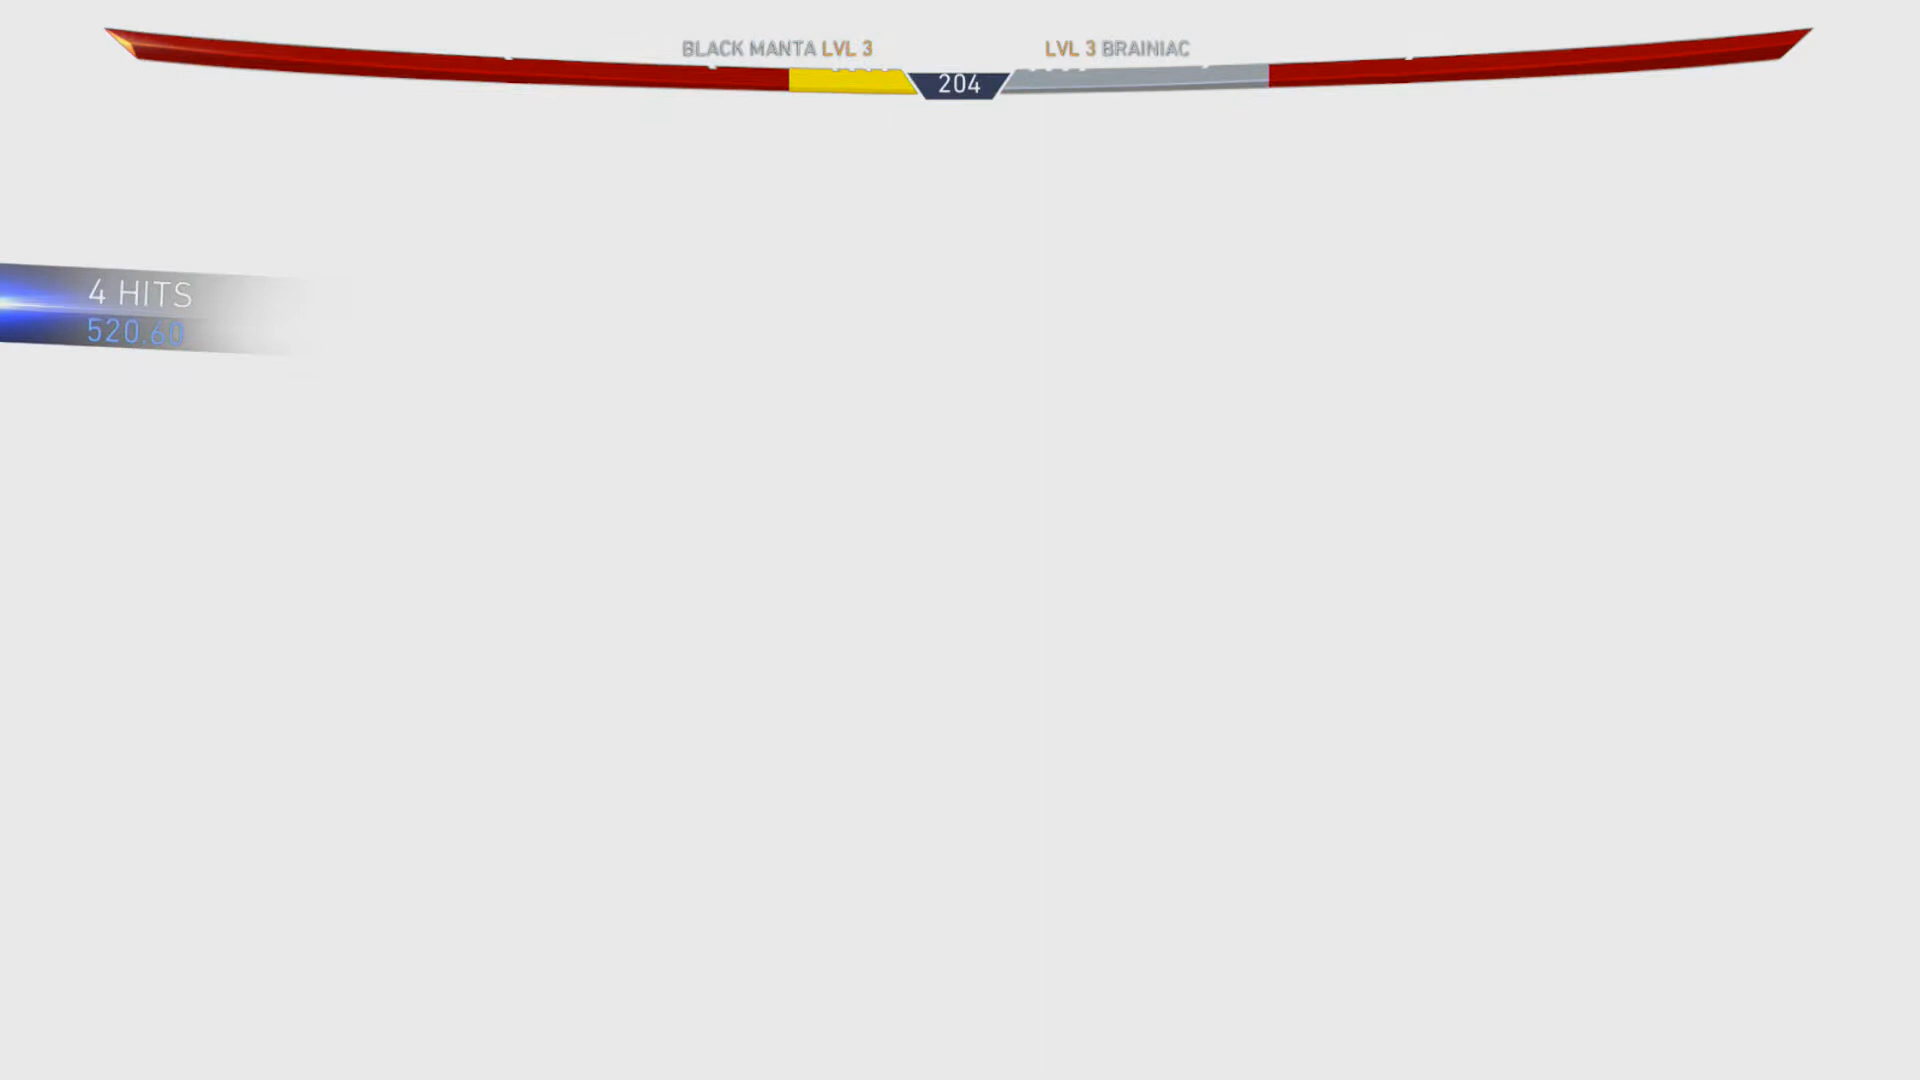 BLACK MANTA LVL 3
LVL 3 BRAINIAC
204
4 HITS
520.60